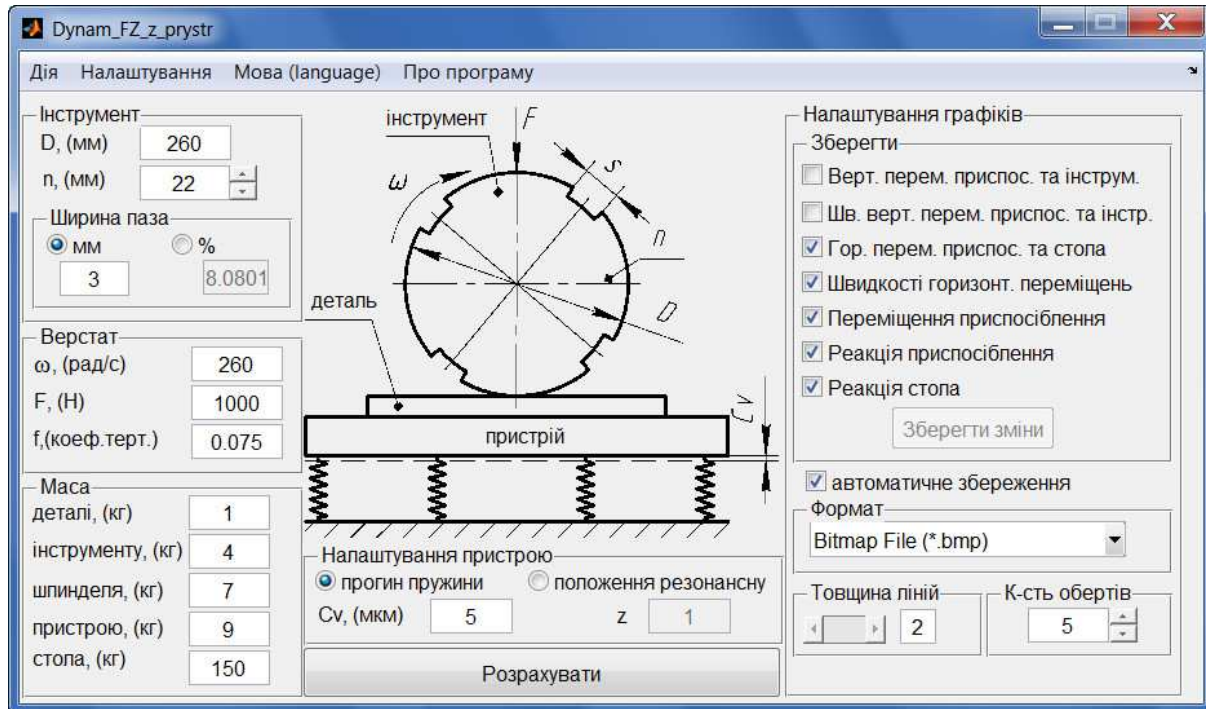 Dynam_FZ_z_prystr
Дія Налаштування Мова (language) Про програму
Інструмент
D, (мм) 260
n, (мм) 22
Ширина паза
мм %
3 8.0801
Верстат
ω, (рад/с) 260
F, (Н) 1000
f,(коеф.терт.) 0.075
Маса
деталі, (кг) 1
інструменту, (кг) 4
шпинделя, (кг) 7
пристрою, (кг) 9
стопа, (кг) 150
інструмент
F
S
ω
n
D
деталь
Cv
пристрій
Налаштування пристрою
прогин пружини положення резонансну
Cv, (мкм) 5 z 1
Розрахувати
Налаштування графіків
Зберегти
Верт. перем. приспос. та інструм.
Шв. верт. перем. приспос. та інстр.
Гор. перем. приспос. та стопа
Швидкості горизонт. переміщень
Переміщення приспосіблення
Реакція приспосіблення
Реакція стопа
Зберегти зміни
автоматичне збереження
Формат
Bitmap File (*.bmp)
Товщина ліній
2
К-сть обертів
5